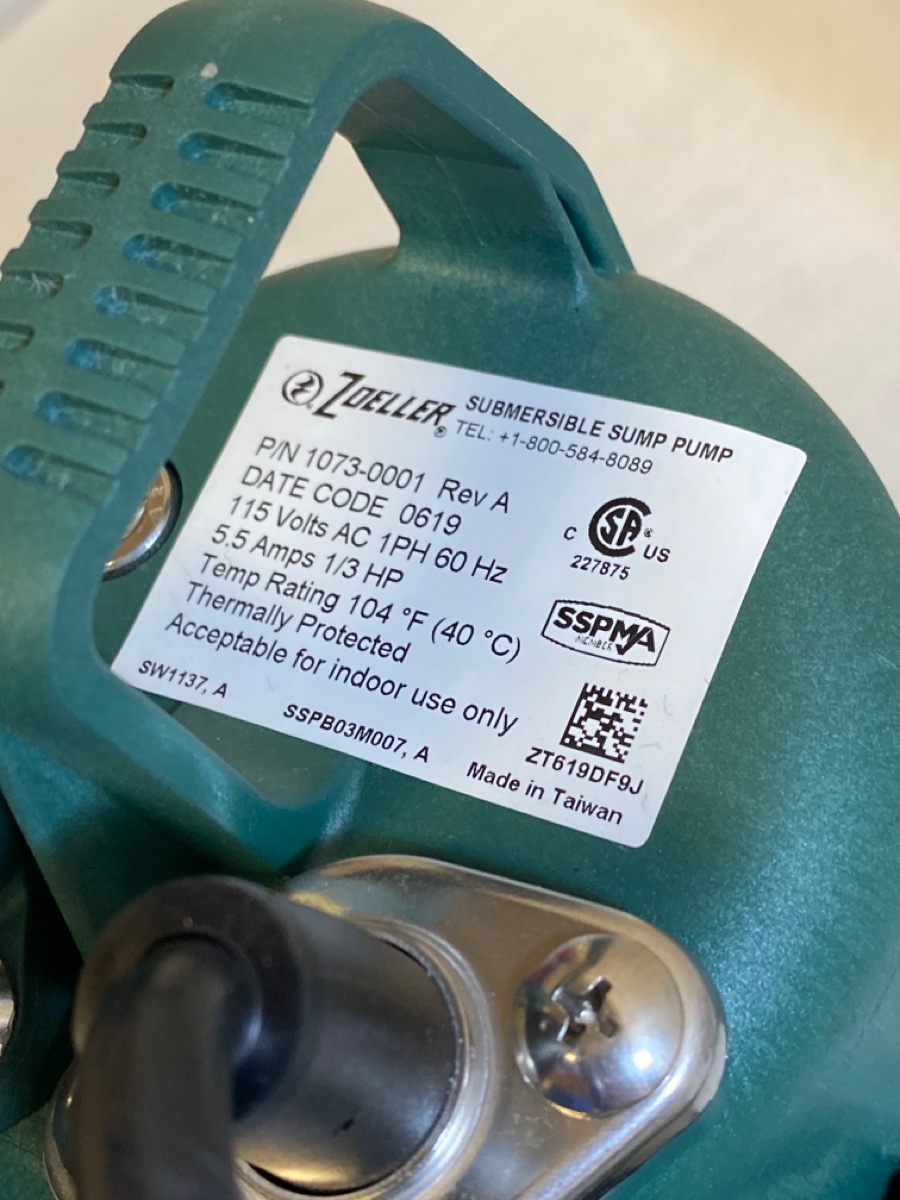 ZOELLER®
SUBMERSIBLE SUMP PUMP
TEL: +1-800-584-8089
P/N 1073-0001 Rev A
DATE CODE 0619
115 Volts AC 1PH 60 Hz
5.5 Amps 1/3 HP
Temp Rating 104 °F (40 °C)
Thermally Protected
Acceptable for indoor use only
C SA® US
227875
SSPMA
MEMBER
ZT619DF9J
SW1137, A
SSPB03M007, A
Made in Taiwan